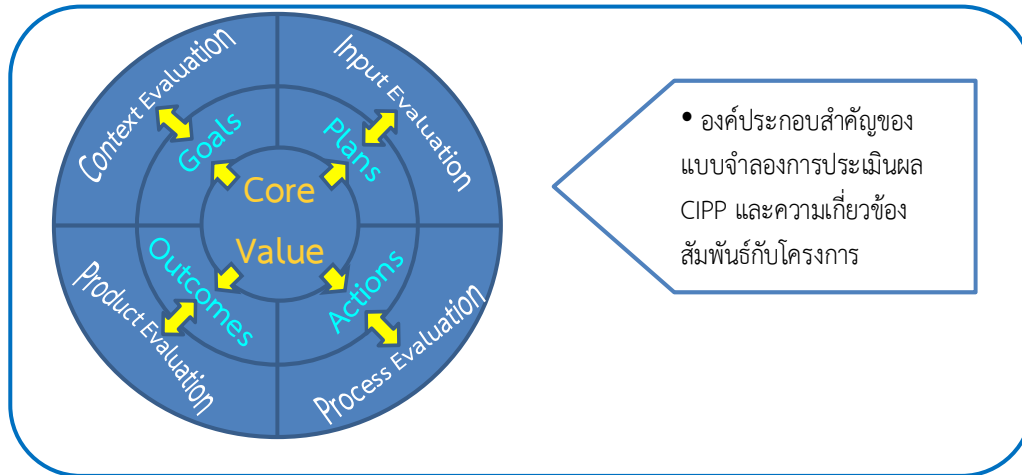 Context Evaluation
Input Evaluation
Goals
Plans
Core
Value
Outcomes
Actions
Product Evaluation
Process Evaluation
• องค์ประกอบสำคัญของ
แบบจำลองการประเมินผล
CIPP และความเกี่ยวข้อง
สัมพันธ์กับโครงการ